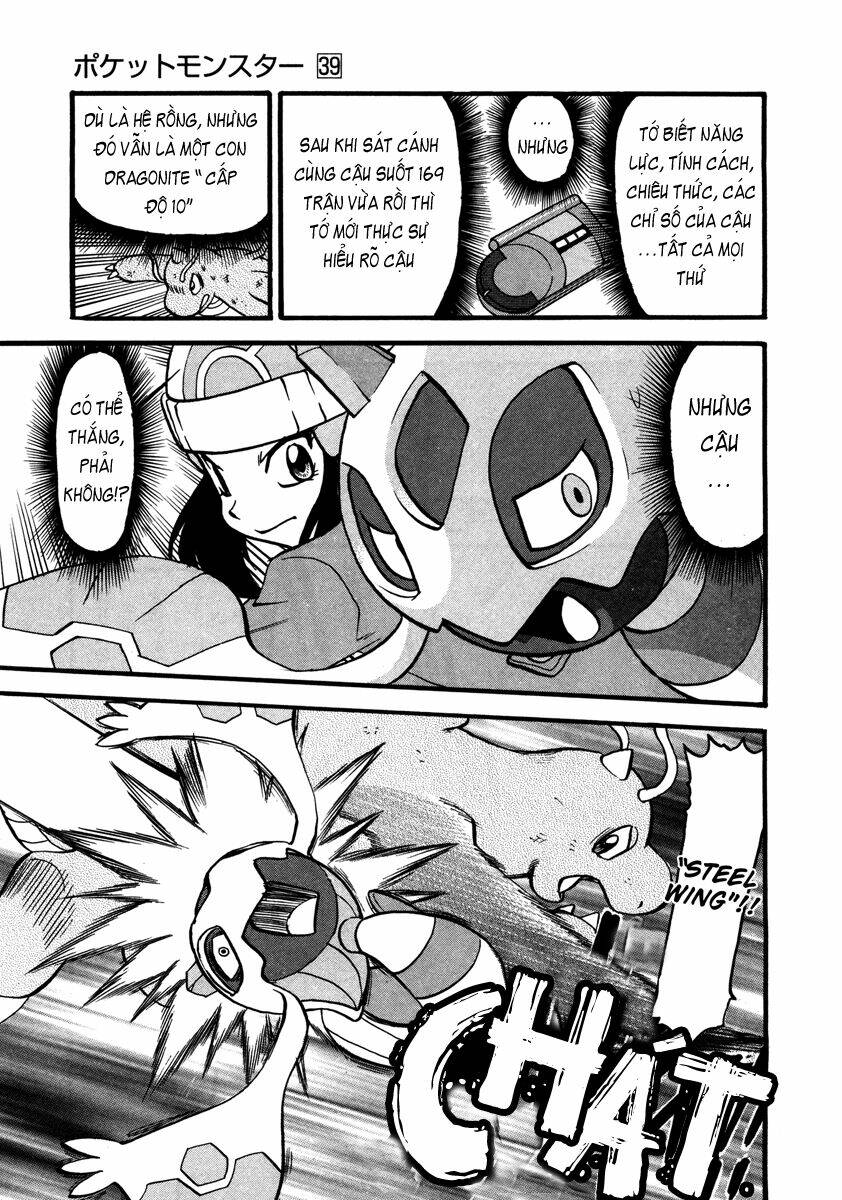 ポケットモンスター 39
TỚ BIẾT NĂNG
LỰC, TÍNH CÁCH,
CHIÊU THỨC, CÁC
CHỈ SỐ CỦA CẬU
...TẤT CẢ MỌI
THỨ
...
NHƯNG
SAU KHI SÁT CÁNH
CÙNG CẬU SUỐT 169
TRẬN VỪA RỒI THÌ
TỚ MỚI THỰC SỰ
HIỂU RÕ CẬU
DÙ LÀ HỆ RỒNG, NHƯNG
ĐÓ VẪN LÀ MỘT CON
DRAGONITE " CẤP
ĐỘ 10"
NHƯNG
CẬU
...
CÓ THỂ
THẮNG,
PHẢI
KHÔNG!?
"STEEL
WING"!!
CHÁT